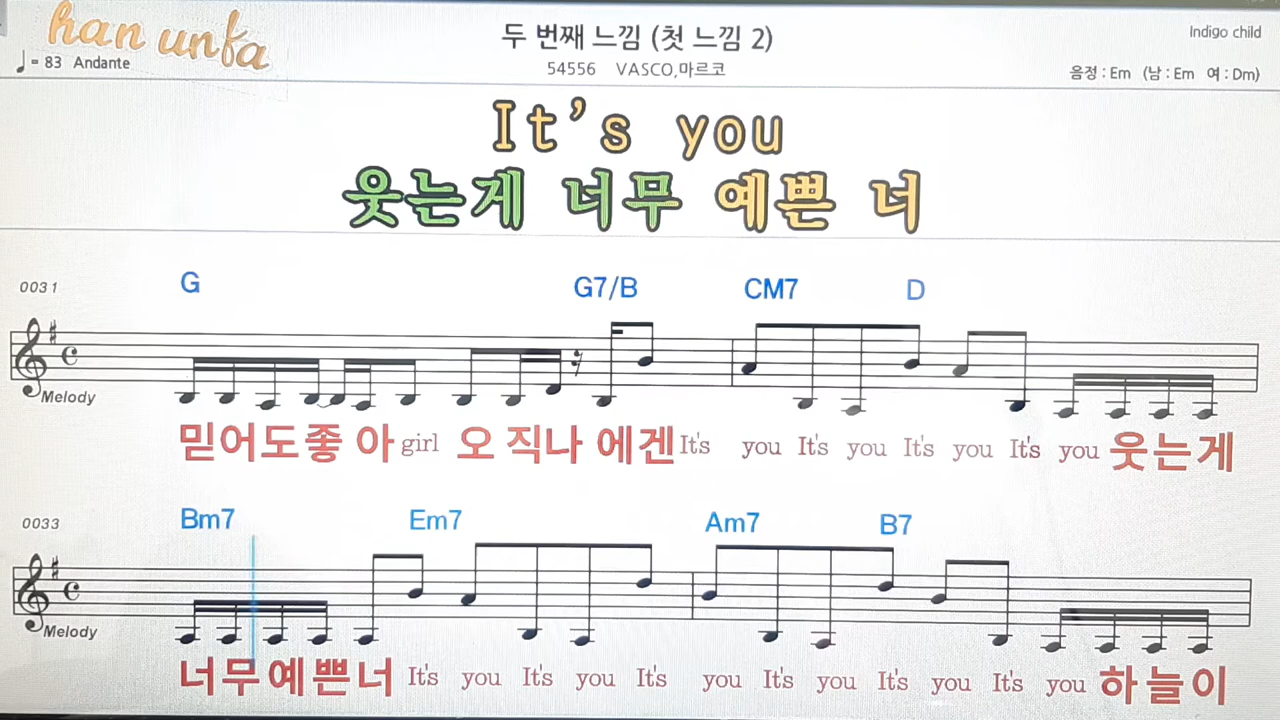 han unfa
두 번째 느낌 (첫 느낌 2)
Indigo child
♩= 83 Andante
54556 VASCO,마르코
음정 : Em (남 : Em 여 : Dm)
It's you
웃는게 너무 예쁜 너
0031 G G7/B CM7 D
Melody
믿어도좋 아 girl 오 직나 에겐 It's you It's you It's you It's you 웃는게
0033 Bm7 Em7 Am7 B7
Melody
너무예쁜너 It's you It's you It's you It's you It's you It's you 하늘이